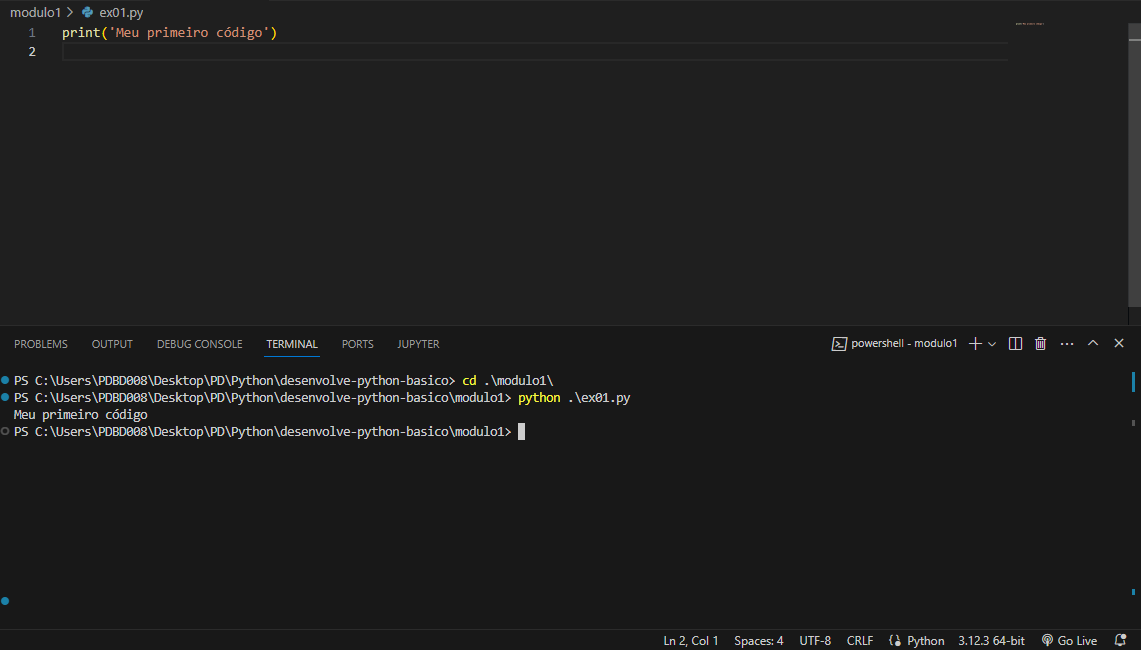 modulo1 > ex01.py
1 print('Meu primeiro código')
2
PROBLEMS OUTPUT DEBUG CONSOLE TERMINAL PORTS JUPYTER powershell - modulo1
PS C:\Users\PDBD008\Desktop\PD\Python\desenvolve-python-basico> cd .\modulo1\
PS C:\Users\PDBD008\Desktop\PD\Python\desenvolve-python-basico\modulo1> python .\ex01.py
Meu primeiro código
PS C:\Users\PDBD008\Desktop\PD\Python\desenvolve-python-basico\modulo1>
Ln 2, Col 1 Spaces: 4 UTF-8 CRLF Python 3.12.3 64-bit Go Live